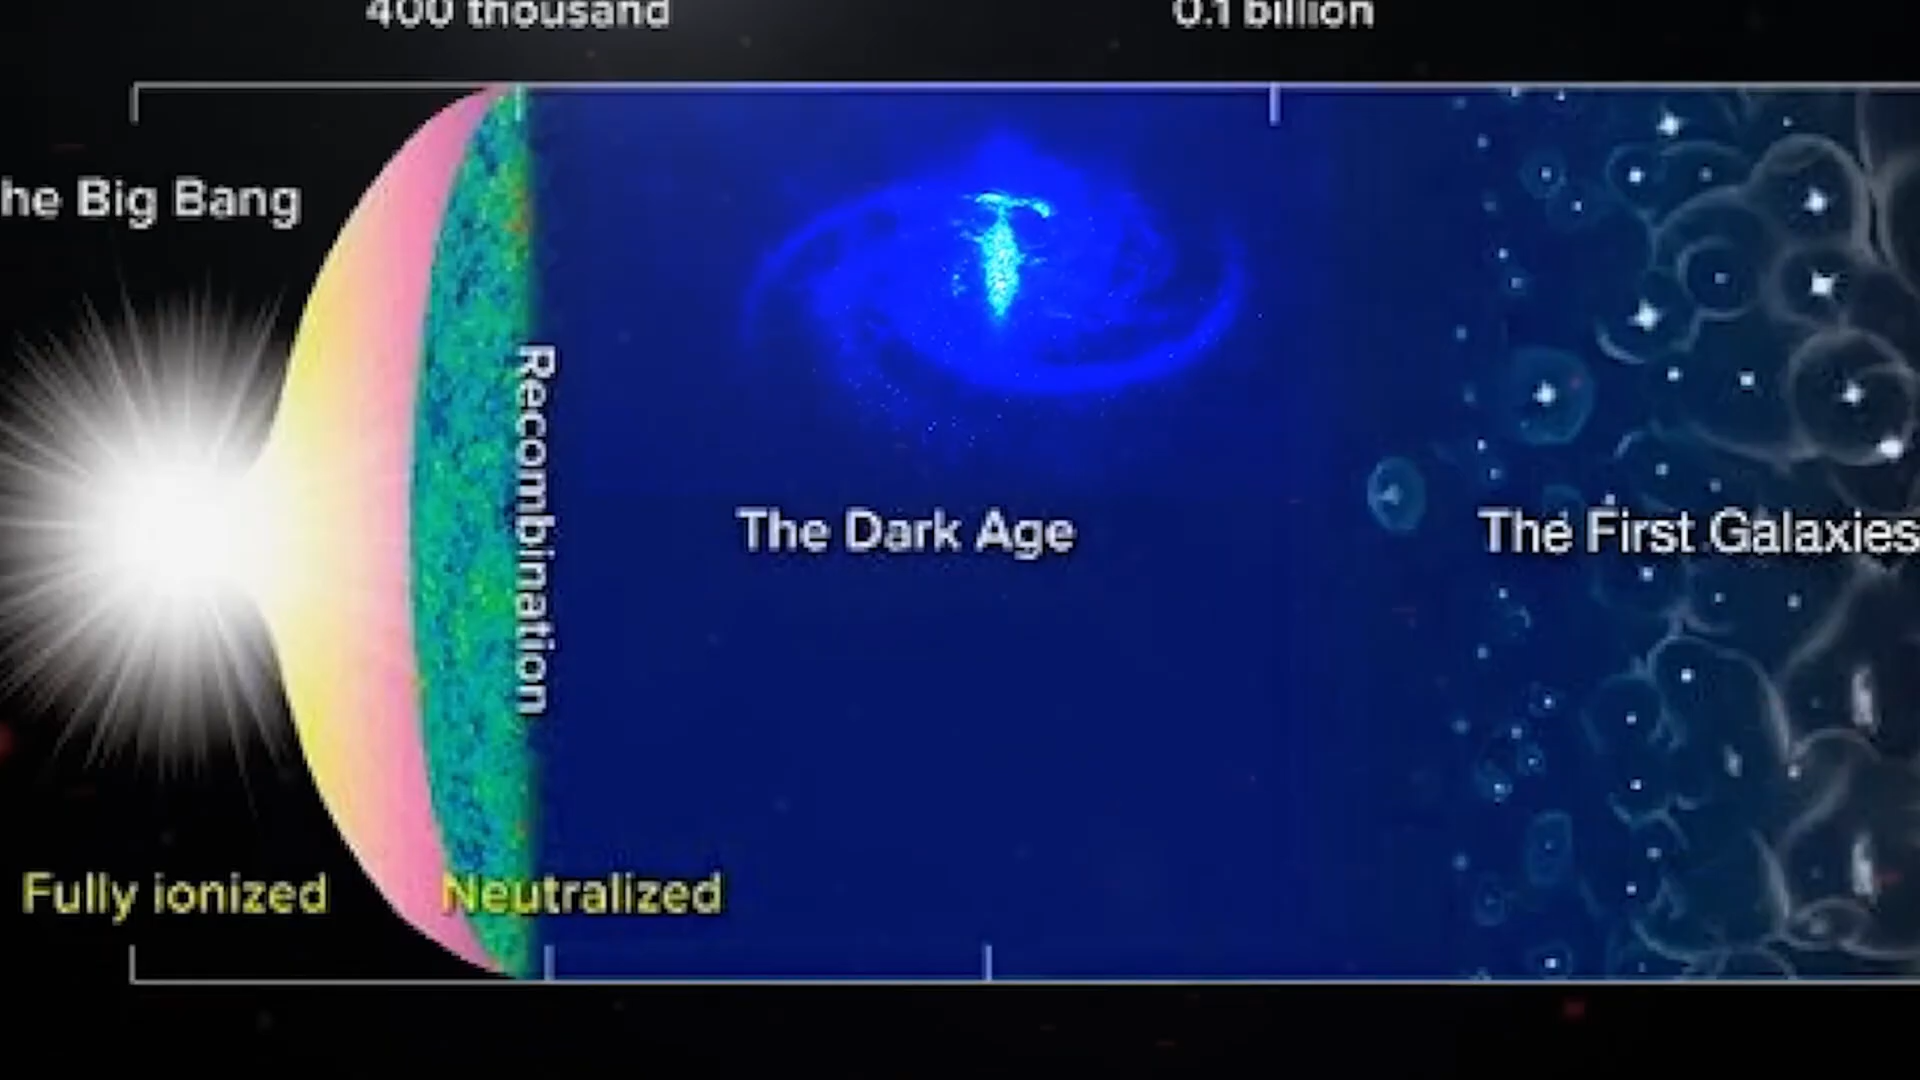 400 thousand
0.1 billion
he Big Bang
Recombination
The Dark Age
The First Galaxies
Fully ionized
Neutralized